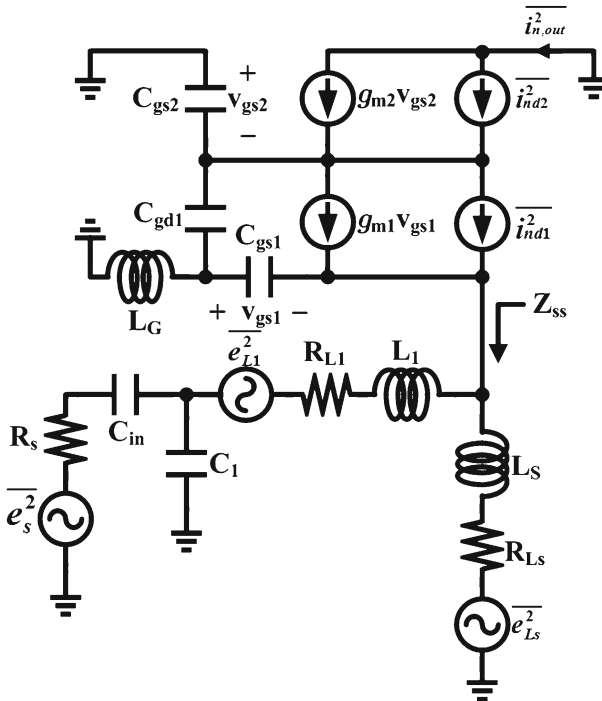 i²n,out
+
Cgs2
vgs2
−
gm2vgs2
i²nd2
Cgd1
Cgs1
gm1vgs1
i²nd1
LG
+ vgs1 −
Zss
e²L1
RL1
L1
Rs
Cin
C1
LS
RLs
e²s
e²Ls